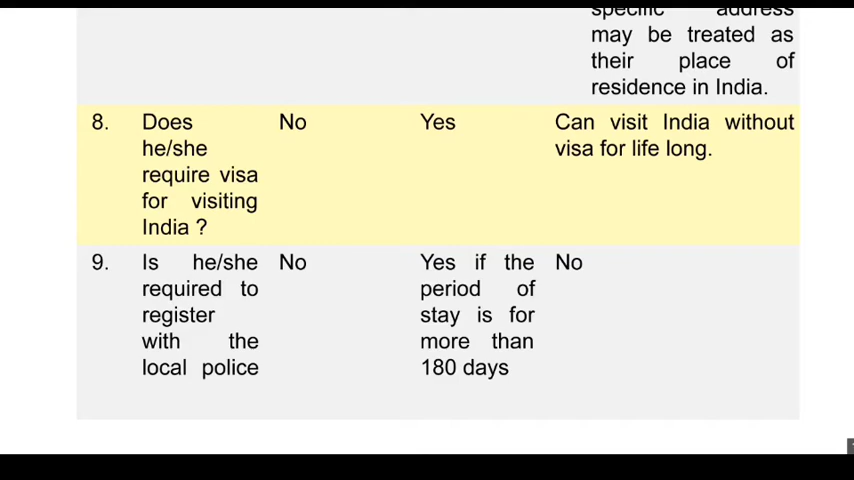 specific address
may be treated as
their place of
residence in India.
8. Does he/she require visa for visiting India ?
No
Yes
Can visit India without
visa for life long.
9. Is he/she required to register with the local police
No
Yes if the
period of
stay is for
more than
180 days
No